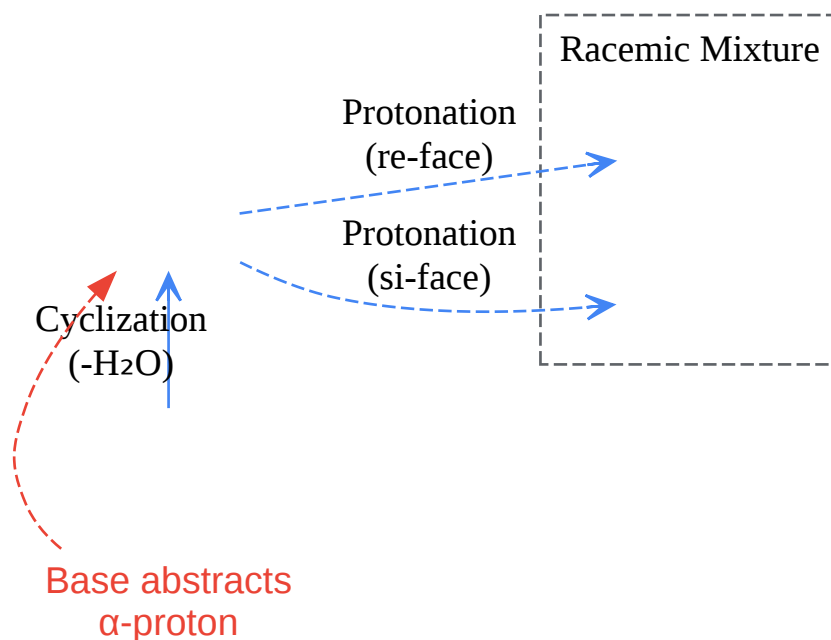 Racemic Mixture
Protonation
(re-face)
Protonation
(si-face)
Cyclization
(-H₂O)
Base abstracts
α-proton